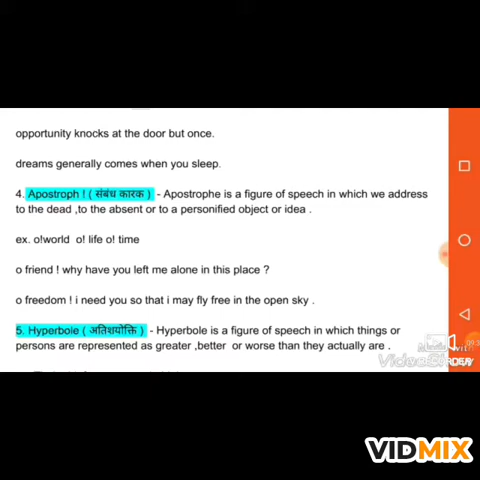 opportunity knocks at the door but once.
dreams generally comes when you sleep.
4. Apostroph ! ( संबंध कारक ) - Apostrophe is a figure of speech in which we address
to the dead ,to the absent or to a personified object or idea .
ex. o!world o! life o! time
o friend ! why have you left me alone in this place ?
o freedom ! i need you so that i may fly free in the open sky .
5. Hyperbole ( अतिशयोक्ति ) - Hyperbole is a figure of speech in which things or
persons are represented as greater ,better or worse than they actually are .
VIDMIX